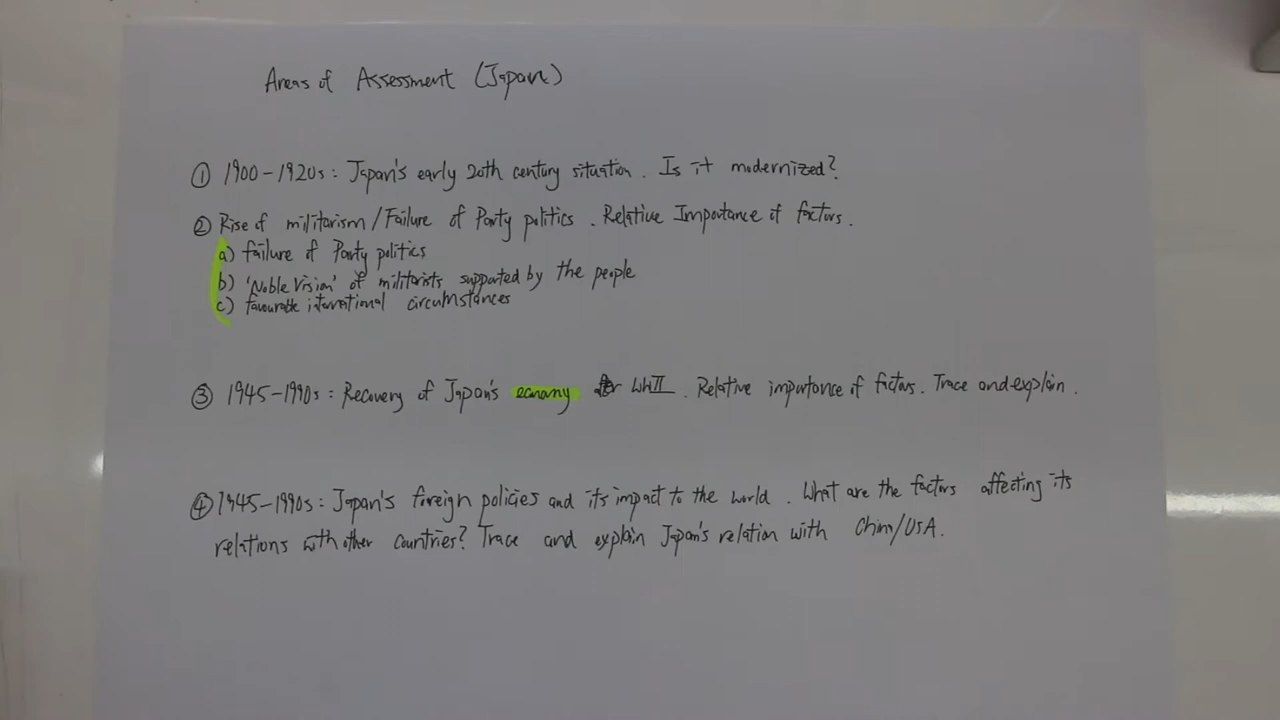 Areas of Assessment (Japan)
① 1900-1920s: Japan's early 20th century situation. Is it modernized?
② Rise of militarism/Failure of Party politics. Relative Importance of factors.
a) failure of Party politics
b) 'Noble Vision' of militarists supported by the people
c) favourable international circumstances
③ 1945-1990s: Recovery of Japan's economy after WWII. Relative importance of factors. Trace and explain.
④ 1945-1990s: Japan's foreign policies and its impact to the world. What are the factors affecting its
relations with other countries? Trace and explain Japan's relation with China/USA.